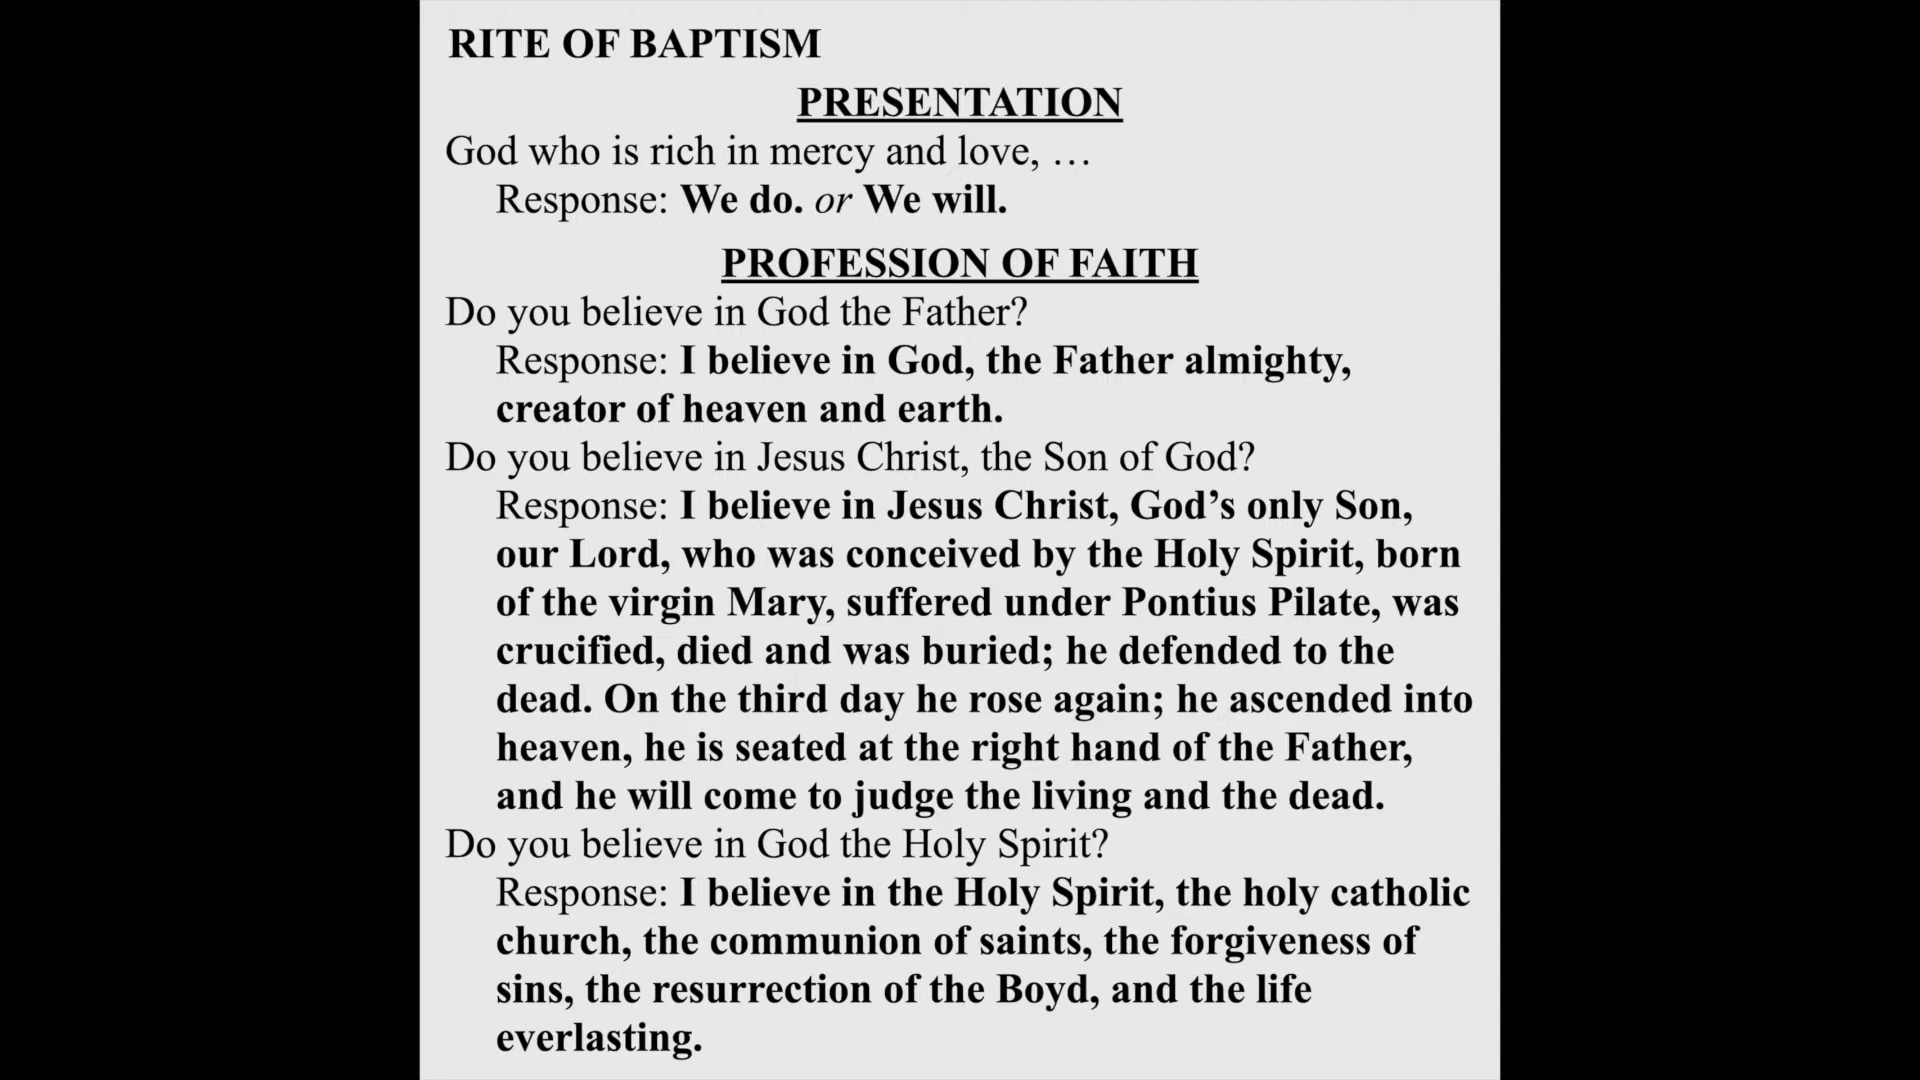 RITE OF BAPTISM
PRESENTATION
God who is rich in mercy and love, …
Response: We do. or We will.
PROFESSION OF FAITH
Do you believe in God the Father?
Response: I believe in God, the Father almighty,
creator of heaven and earth.
Do you believe in Jesus Christ, the Son of God?
Response: I believe in Jesus Christ, God’s only Son,
our Lord, who was conceived by the Holy Spirit, born
of the virgin Mary, suffered under Pontius Pilate, was
crucified, died and was buried; he defended to the
dead. On the third day he rose again; he ascended into
heaven, he is seated at the right hand of the Father,
and he will come to judge the living and the dead.
Do you believe in God the Holy Spirit?
Response: I believe in the Holy Spirit, the holy catholic
church, the communion of saints, the forgiveness of
sins, the resurrection of the Boyd, and the life
everlasting.